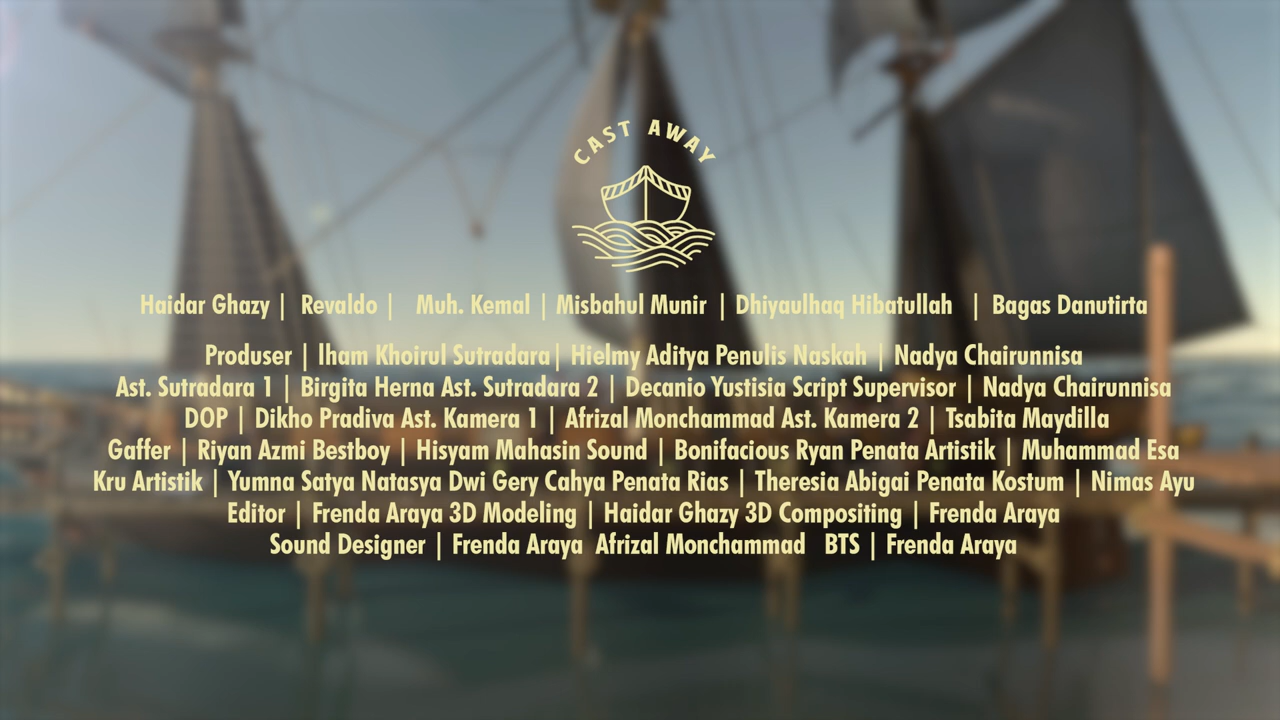 CAST AWAY
Haidar Ghazy | Revaldo | Muh. Kemal | Misbahul Munir | Dhiyaulhaq Hibatullah | Bagas Danutirta
Produser | lham Khoirul Sutradara| Hielmy Aditya Penulis Naskah | Nadya Chairunnisa
Ast. Sutradara 1 | Birgita Herna Ast. Sutradara 2 | Decanio Yustisia Script Supervisor | Nadya Chairunnisa
DOP | Dikho Pradiva Ast. Kamera 1 | Afrizal Monchammad Ast. Kamera 2 | Tsabita Maydilla
Gaffer | Riyan Azmi Bestboy | Hisyam Mahasin Sound | Bonifacious Ryan Penata Artistik | Muhammad Esa
Kru Artistik | Yumna Satya Natasya Dwi Gery Cahya Penata Rias | Theresia Abigai Penata Kostum | Nimas Ayu
Editor | Frenda Araya 3D Modeling | Haidar Ghazy 3D Compositing | Frenda Araya
Sound Designer | Frenda Araya Afrizal Monchammad BTS | Frenda Araya